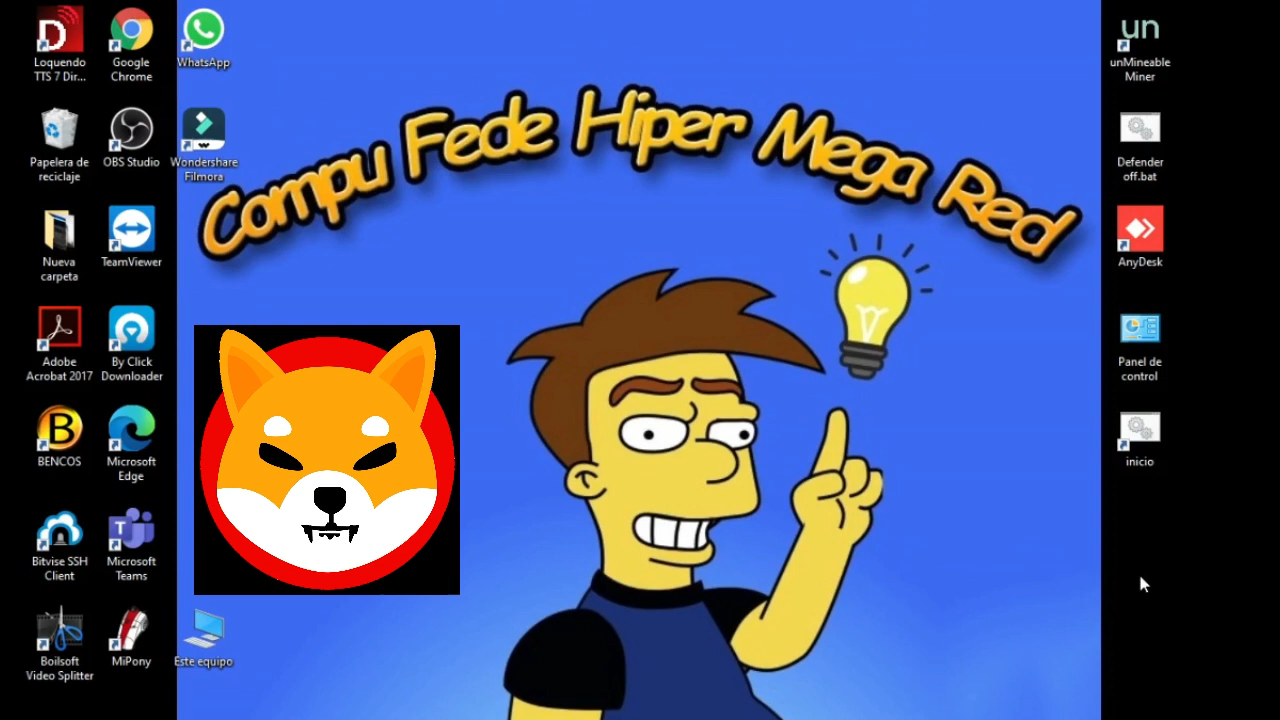 Loquendo
TTS 7 Dir...
Google
Chrome
WhatsApp
Papelera de
reciclaje
OBS Studio
Wondershare
Filmora
Nueva
carpeta
TeamViewer
Adobe
Acrobat 2017
By Click
Downloader
BENCOS
Microsoft
Edge
Bitvise SSH
Client
Microsoft
Teams
Boilsoft
Video Splitter
MiPony
Este equipo
Compu Fede Hiper Mega Red
un
unMineable
Miner
Defender
off.bat
AnyDesk
Panel de
control
inicio